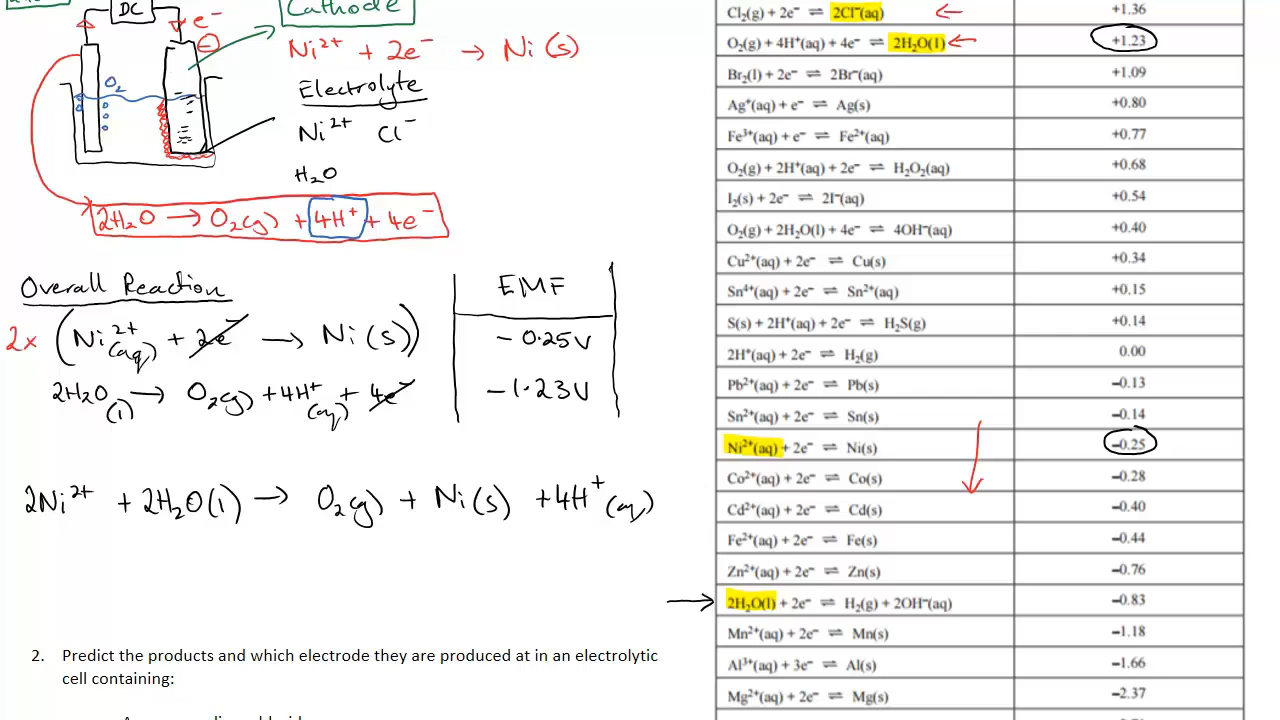 DC
e⁻
Cathode
⊖
Ni²⁺ + 2e⁻ → Ni(s)
O₂
Electrolyte
Ni²⁺ Cl⁻
H₂O
2H₂O → O₂(g) + 4H⁺ + 4e⁻
Overall Reaction
EMF
2x (Ni²⁺(aq) + 2e⁻ → Ni(s))
-0.25V
2H₂O(l) → O₂(g) + 4H⁺(aq) + 4e⁻
-1.23V
2Ni²⁺ + 2H₂O(l) → O₂(g) + Ni(s) + 4H⁺(aq)
2. Predict the products and which electrode they are produced at in an electrolytic
cell containing:
Cl₂(g) + 2e⁻ ⇌ 2Cl⁻(aq) +1.36
O₂(g) + 4H⁺(aq) + 4e⁻ ⇌ 2H₂O(l) +1.23
Br₂(l) + 2e⁻ ⇌ 2Br⁻(aq) +1.09
Ag⁺(aq) + e⁻ ⇌ Ag(s) +0.80
Fe³⁺(aq) + e⁻ ⇌ Fe²⁺(aq) +0.77
O₂(g) + 2H⁺(aq) + 2e⁻ ⇌ H₂O₂(aq) +0.68
I₂(s) + 2e⁻ ⇌ 2I⁻(aq) +0.54
O₂(g) + 2H₂O(l) + 4e⁻ ⇌ 4OH⁻(aq) +0.40
Cu²⁺(aq) + 2e⁻ ⇌ Cu(s) +0.34
Sn⁴⁺(aq) + 2e⁻ ⇌ Sn²⁺(aq) +0.15
S(s) + 2H⁺(aq) + 2e⁻ ⇌ H₂S(g) +0.14
2H⁺(aq) + 2e⁻ ⇌ H₂(g) 0.00
Pb²⁺(aq) + 2e⁻ ⇌ Pb(s) −0.13
Sn²⁺(aq) + 2e⁻ ⇌ Sn(s) −0.14
Ni²⁺(aq) + 2e⁻ ⇌ Ni(s) −0.25
Co²⁺(aq) + 2e⁻ ⇌ Co(s) −0.28
Cd²⁺(aq) + 2e⁻ ⇌ Cd(s) −0.40
Fe²⁺(aq) + 2e⁻ ⇌ Fe(s) −0.44
Zn²⁺(aq) + 2e⁻ ⇌ Zn(s) −0.76
2H₂O(l) + 2e⁻ ⇌ H₂(g) + 2OH⁻(aq) −0.83
Mn²⁺(aq) + 2e⁻ ⇌ Mn(s) −1.18
Al³⁺(aq) + 3e⁻ ⇌ Al(s) −1.66
Mg²⁺(aq) + 2e⁻ ⇌ Mg(s) −2.37